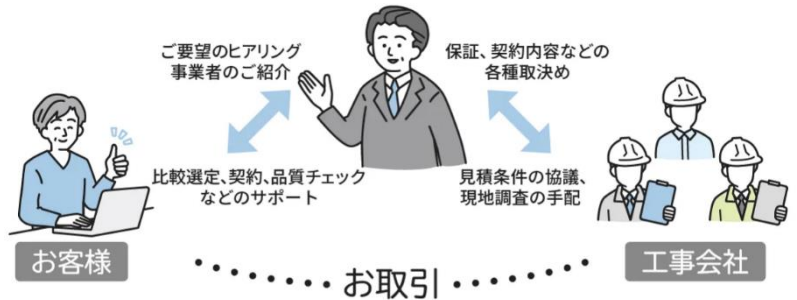 ご要望のヒアリング
事業者のご紹介
保証、契約内容などの
各種取決め
比較選定、契約、品質チェック
などのサポート
見積条件の協議、
現地調査の手配
お客様
お取引
工事会社